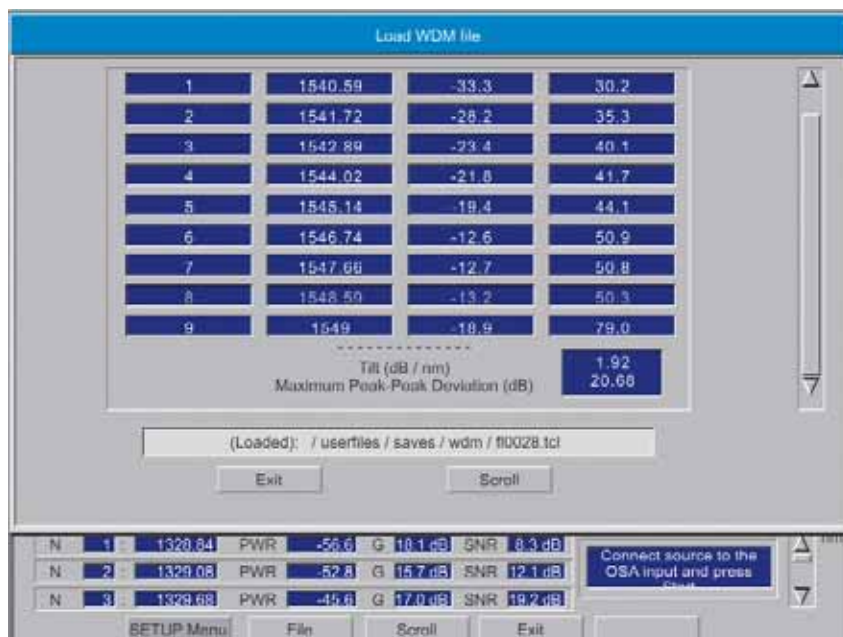 Load WDM file
1 1540.59 -33.3 30.2
2 1541.72 -28.2 35.3
3 1542.89 -23.4 40.1
4 1544.02 -21.8 41.7
5 1545.14 -19.4 44.1
6 1546.74 -12.6 50.9
7 1547.66 -12.7 50.8
8 1548.59 -13.2 50.3
9 1549 -18.9 79.0
Tilt (dB / nm) 1.92
Maximum Peak-Peak Deviation (dB) 20.68
(Loaded): / userfiles / saves / wdm / fl0028.tcl
Exit Scroll
N 1 : 1328.84 PWR -56.6 G 18.1 dB SNR 8.3 dB
N 2 : 1329.08 PWR -52.8 G 15.7 dB SNR 12.1 dB
N 3 : 1329.68 PWR -45.6 G 17.0 dB SNR 19.2 dB
Connect source to the
OSA input and press
Start
nm
SETUP Menu File Scroll Exit